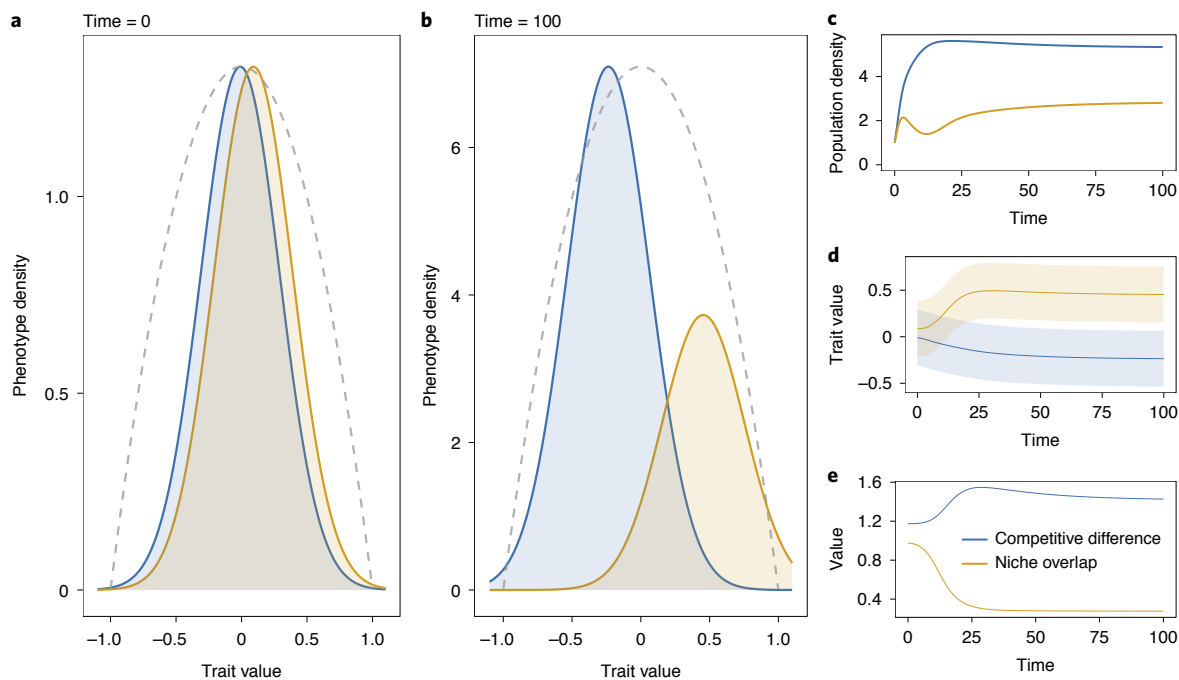 a
Time = 0
Phenotype density
1.0
0.5
0
−1.0 −0.5 0 0.5 1.0
Trait value
b
Time = 100
Phenotype density
6
4
2
0
−1.0 −0.5 0 0.5 1.0
Trait value
c
Population density
4
2
0
0 25 50 75 100
Time
d
Trait value
0.5
0
−0.5
0 25 50 75 100
Time
e
Value
1.6
1.2
0.8
0.4
Competitive difference
Niche overlap
0 25 50 75 100
Time